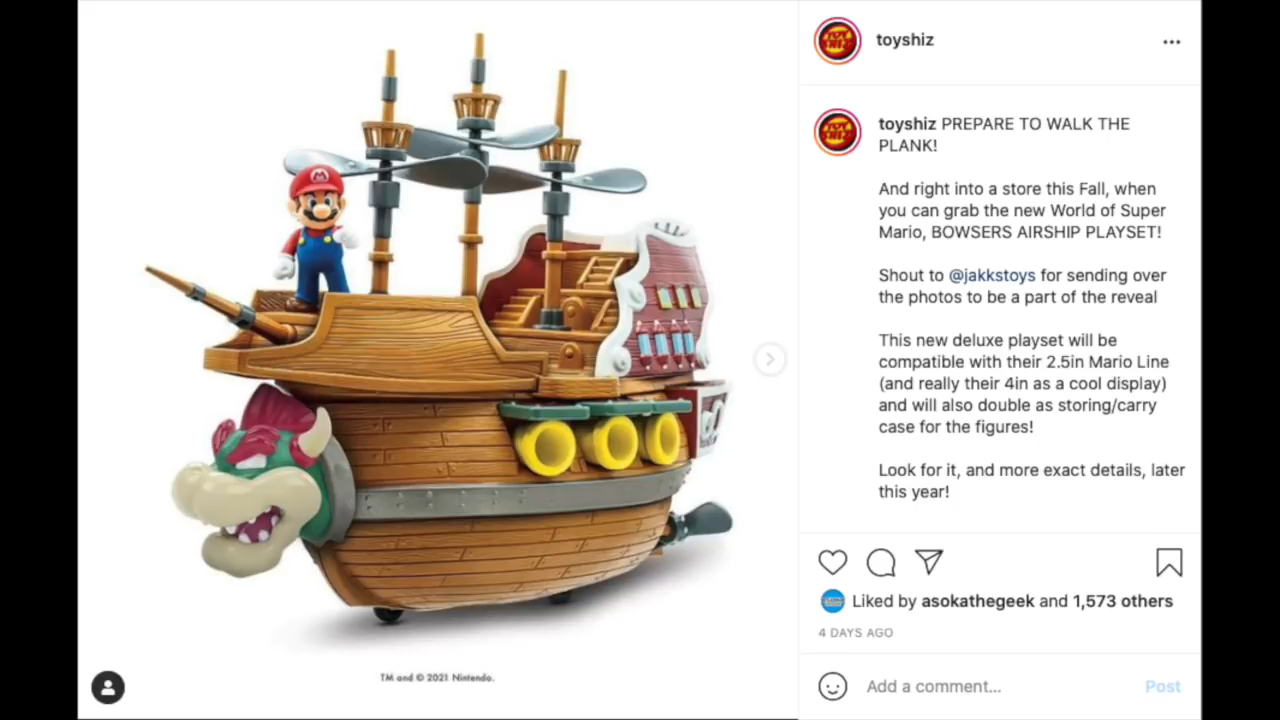 toyshiz
TOY
SHIZ
TOY
SHIZ
toyshiz PREPARE TO WALK THE
PLANK!
And right into a store this Fall, when
you can grab the new World of Super
Mario, BOWSERS AIRSHIP PLAYSET!
Shout to @jakkstoys for sending over
the photos to be a part of the reveal
This new deluxe playset will be
compatible with their 2.5in Mario Line
(and really their 4in as a cool display)
and will also double as storing/carry
case for the figures!
Look for it, and more exact details, later
this year!
Liked by asokathegeek and 1,573 others
4 DAYS AGO
Add a comment...
Post
M
TM and © 2021 Nintendo.